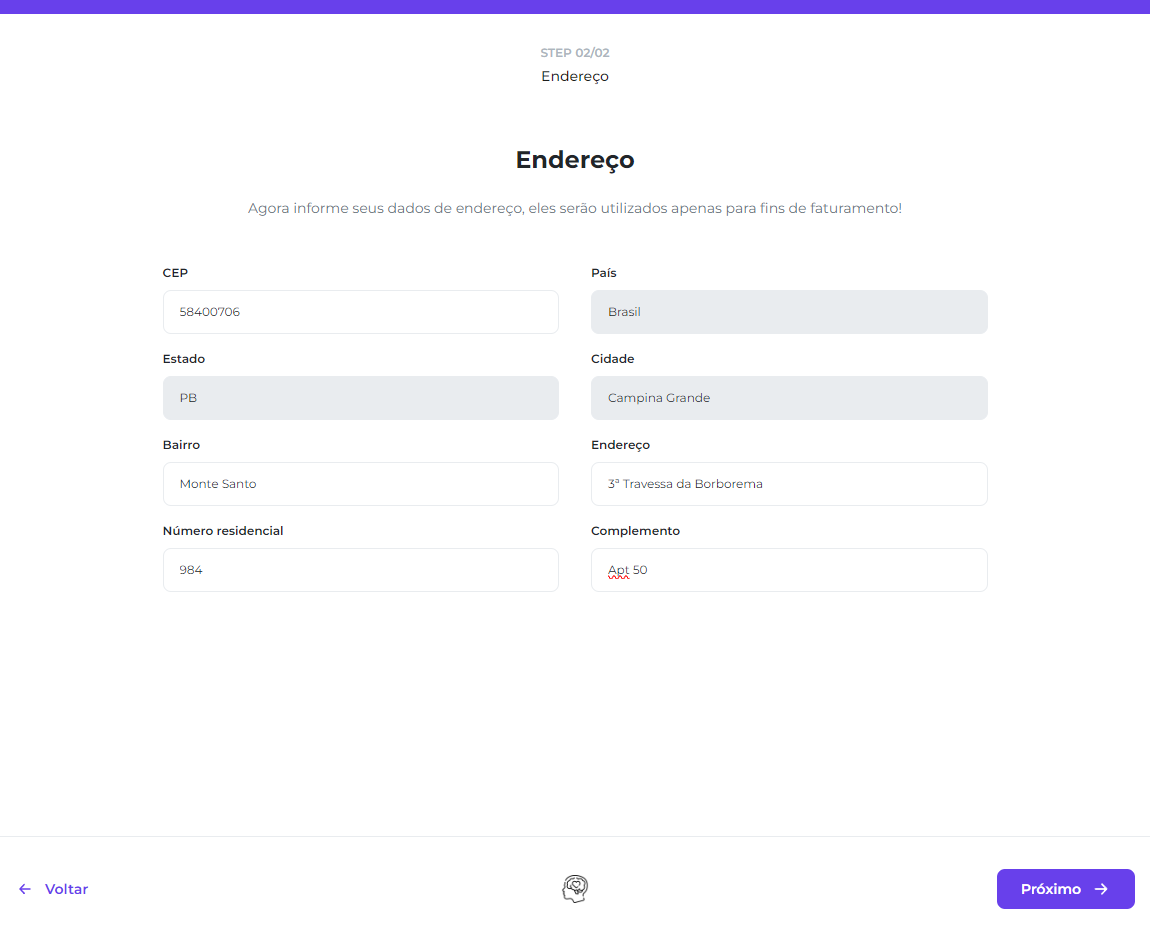 STEP 02/02
Endereço
Endereço
Agora informe seus dados de endereço, eles serão utilizados apenas para fins de faturamento!
CEP
País
58400706
Brasil
Estado
Cidade
PB
Campina Grande
Bairro
Endereço
Monte Santo
3ª Travessa da Borborema
Número residencial
Complemento
984
Apt 50
Voltar
Próximo